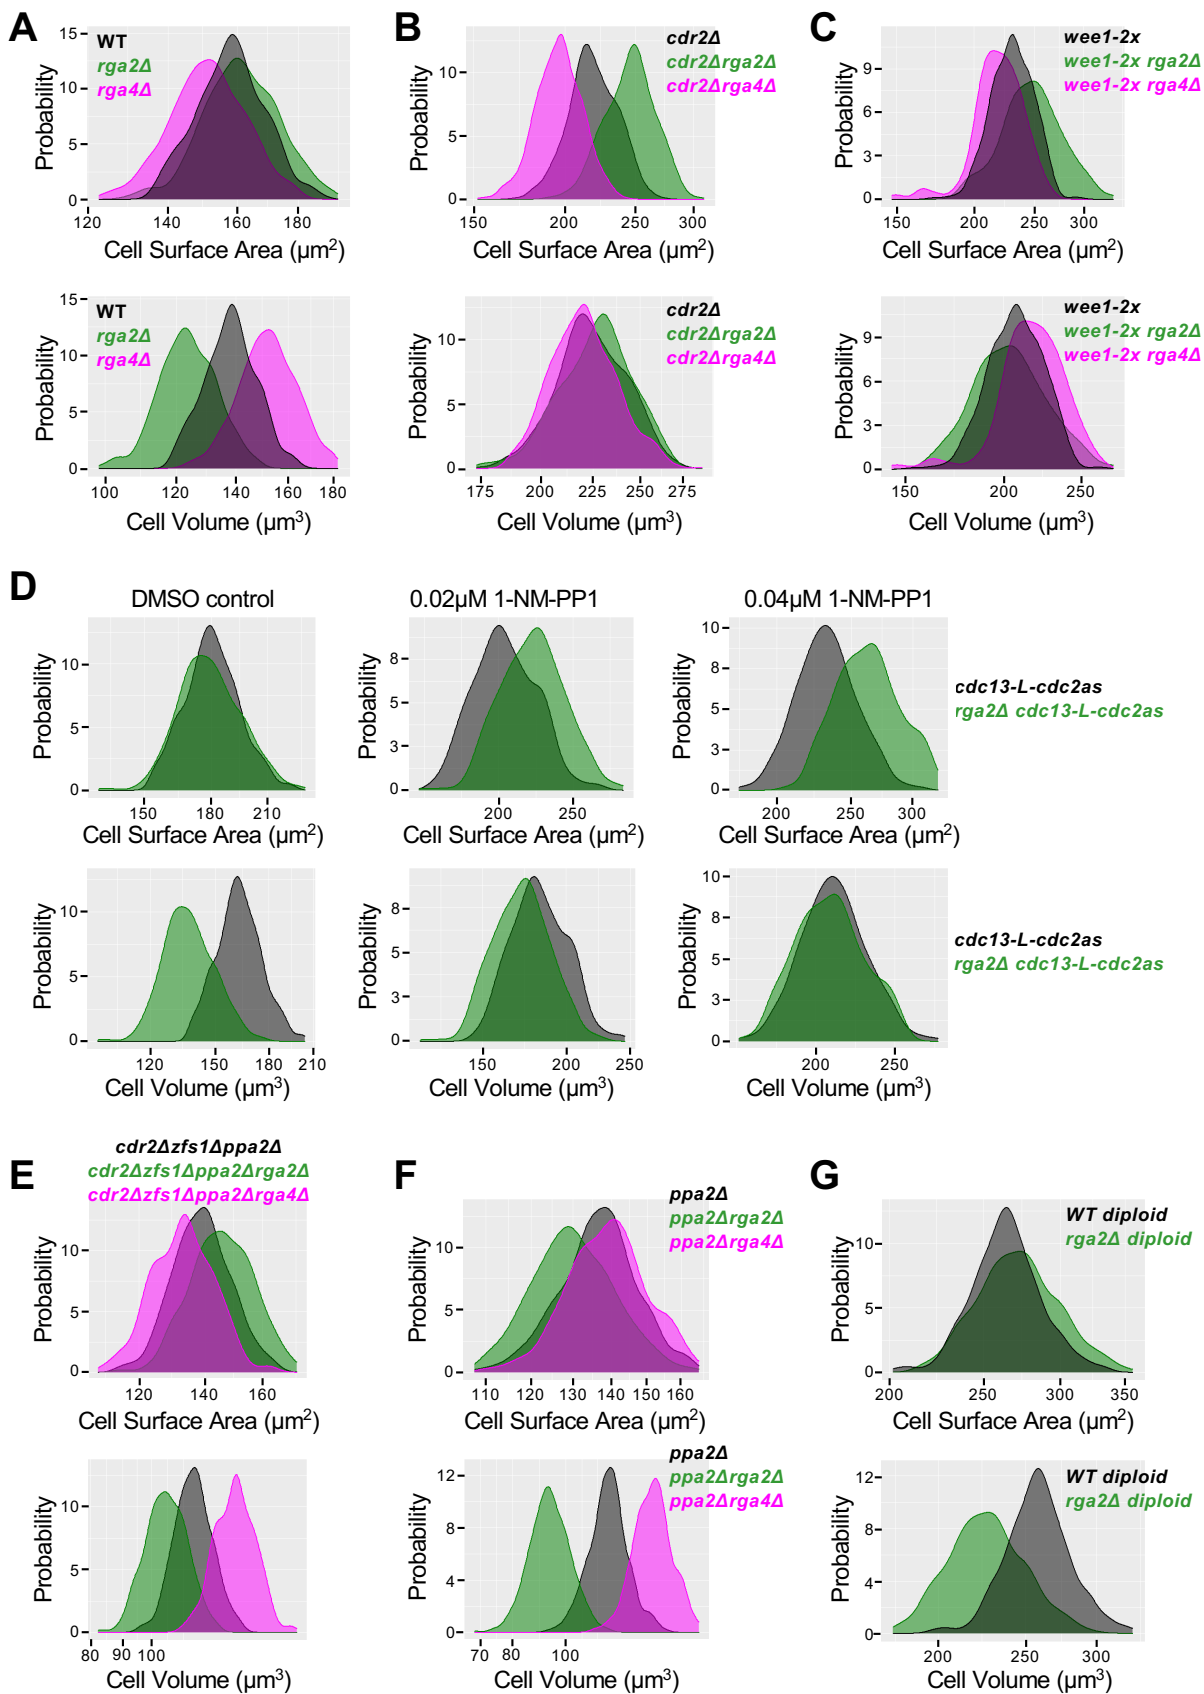 A
WT
rga2Δ
rga4Δ
Probability
15
10
5
0
120
140
160
180
Cell Surface Area (µm²)
WT
rga2Δ
rga4Δ
Probability
15
10
5
0
100
120
140
160
180
Cell Volume (µm³)
B
cdr2Δ
cdr2Δrga2Δ
cdr2Δrga4Δ
Probability
10
5
0
150
200
250
300
Cell Surface Area (µm²)
cdr2Δ
cdr2Δrga2Δ
cdr2Δrga4Δ
Probability
10
5
0
175
200
225
250
275
Cell Volume (µm³)
C
wee1-2x
wee1-2x rga2Δ
wee1-2x rga4Δ
Probability
9
6
3
0
150
200
250
300
Cell Surface Area (µm²)
wee1-2x
wee1-2x rga2Δ
wee1-2x rga4Δ
Probability
9
6
3
0
150
200
250
Cell Volume (µm³)
D
DMSO control
Probability
10
5
0
150
180
210
Cell Surface Area (µm²)
0.02µM 1-NM-PP1
Probability
8
5
3
0
200
250
Cell Surface Area (µm²)
0.04µM 1-NM-PP1
Probability
10
8
5
3
0
200
250
300
Cell Surface Area (µm²)
cdc13-L-cdc2as
rga2Δ cdc13-L-cdc2as
Probability
10
5
0
120
150
180
210
Cell Volume (µm³)
Probability
8
5
3
0
150
200
250
Cell Volume (µm³)
Probability
10
8
5
3
0
200
250
Cell Volume (µm³)
cdc13-L-cdc2as
rga2Δ cdc13-L-cdc2as
E
cdr2Δzfs1Δppa2Δ
cdr2Δzfs1Δppa2Δrga2Δ
cdr2Δzfs1Δppa2Δrga4Δ
Probability
10
5
0
120
140
160
Cell Surface Area (µm²)
Probability
10
5
0
80
90
100
Cell Volume (µm³)
F
ppa2Δ
ppa2Δrga2Δ
ppa2Δrga4Δ
Probability
10
5
0
110
120
130
140
150
160
Cell Surface Area (µm²)
ppa2Δ
ppa2Δrga2Δ
ppa2Δrga4Δ
Probability
12
8
4
0
70
80
100
Cell Volume (µm³)
G
WT diploid
rga2Δ diploid
Probability
10
5
0
200
250
300
350
Cell Surface Area (µm²)
WT diploid
rga2Δ diploid
Probability
12
8
4
0
200
250
300
Cell Volume (µm³)